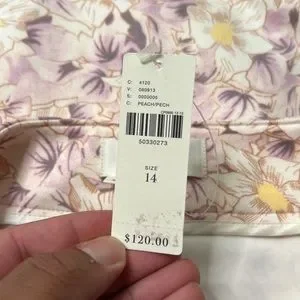 C: 4120
V: 060913
S: 0000000
C: PEACH/PECH
50330273
SIZE
14
$120.00